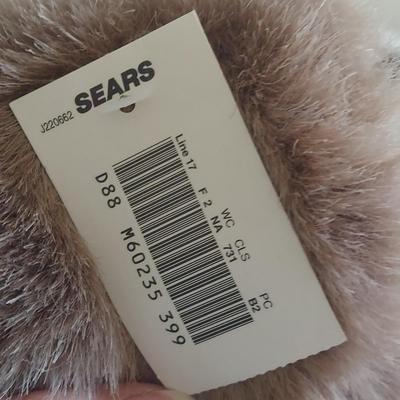 SEARS
J220662
WC CLS PC
Line 17 F 2 NA 731 B2
D88 M60235 399